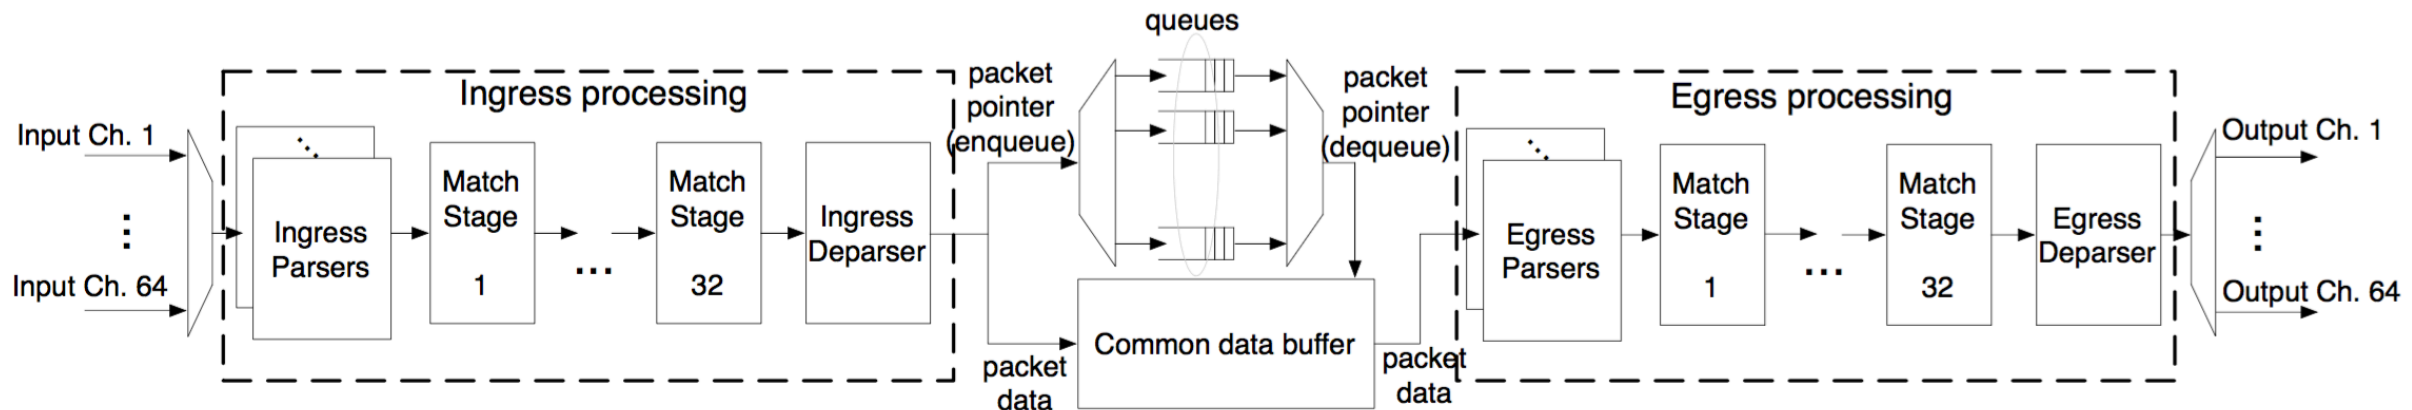 queues
Ingress processing
packet
pointer
(enqueue)
packet
pointer
(dequeue)
Egress processing
Input Ch. 1
⋮
Input Ch. 64
Ingress
Parsers
Match
Stage
1
...
Match
Stage
32
Ingress
Deparser
packet
data
Common data buffer
packet
data
Egress
Parsers
Match
Stage
1
...
Match
Stage
32
Egress
Deparser
Output Ch. 1
⋮
Output Ch. 64